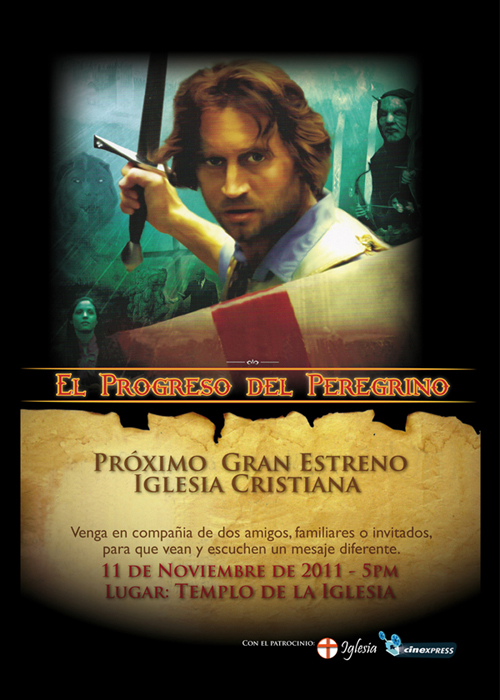 El Progreso del Peregrino
Próximo Gran Estreno
Iglesia Cristiana
Venga en compañia de dos amigos, familiares o invitados,
para que vean y escuchen un mesaje diferente.
11 de Noviembre de 2011 - 5pm
Lugar: Templo de la Iglesia
Con el patrocinio: Iglesia cinexpress